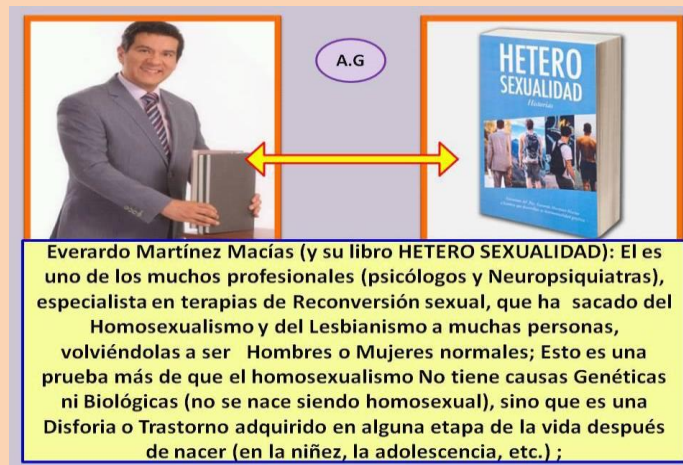 A.G
HETERO
SEXUALIDAD
Historias
Everardo Martínez Macías (y su libro HETERO SEXUALIDAD): El es
uno de los muchos profesionales (psicólogos y Neuropsiquiatras),
especialista en terapias de Reconversión sexual, que ha  sacado del
Homosexualismo y del Lesbianismo a muchas personas,
volviéndolas a ser   Hombres o Mujeres normales; Esto es una
prueba más de que el homosexualismo No tiene causas Genéticas
ni Biológicas (no se nace siendo homosexual), sino que es una
Disforia o Trastorno adquirido en alguna etapa de la vida después
de nacer (en la niñez, la adolescencia, etc.) ;